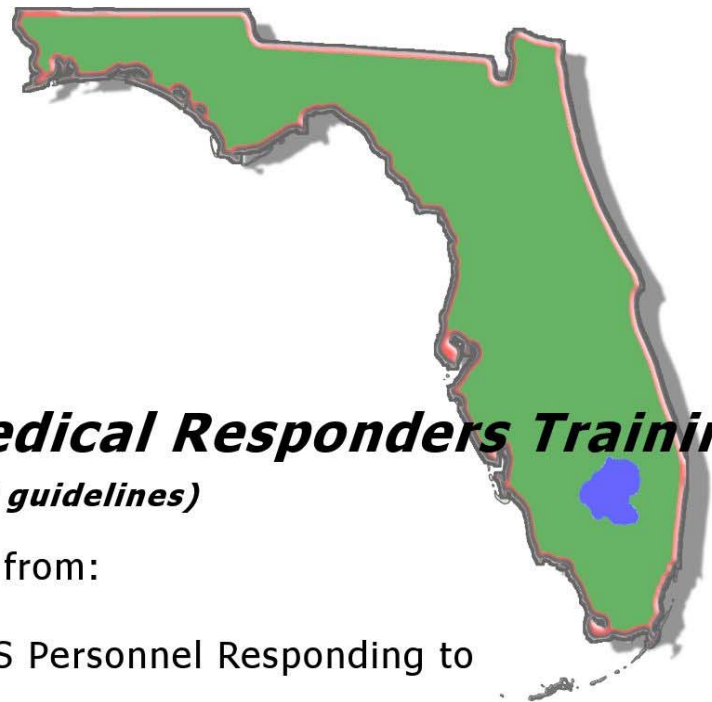 edical Responders Trainin
guidelines)
from:
S Personnel Responding to